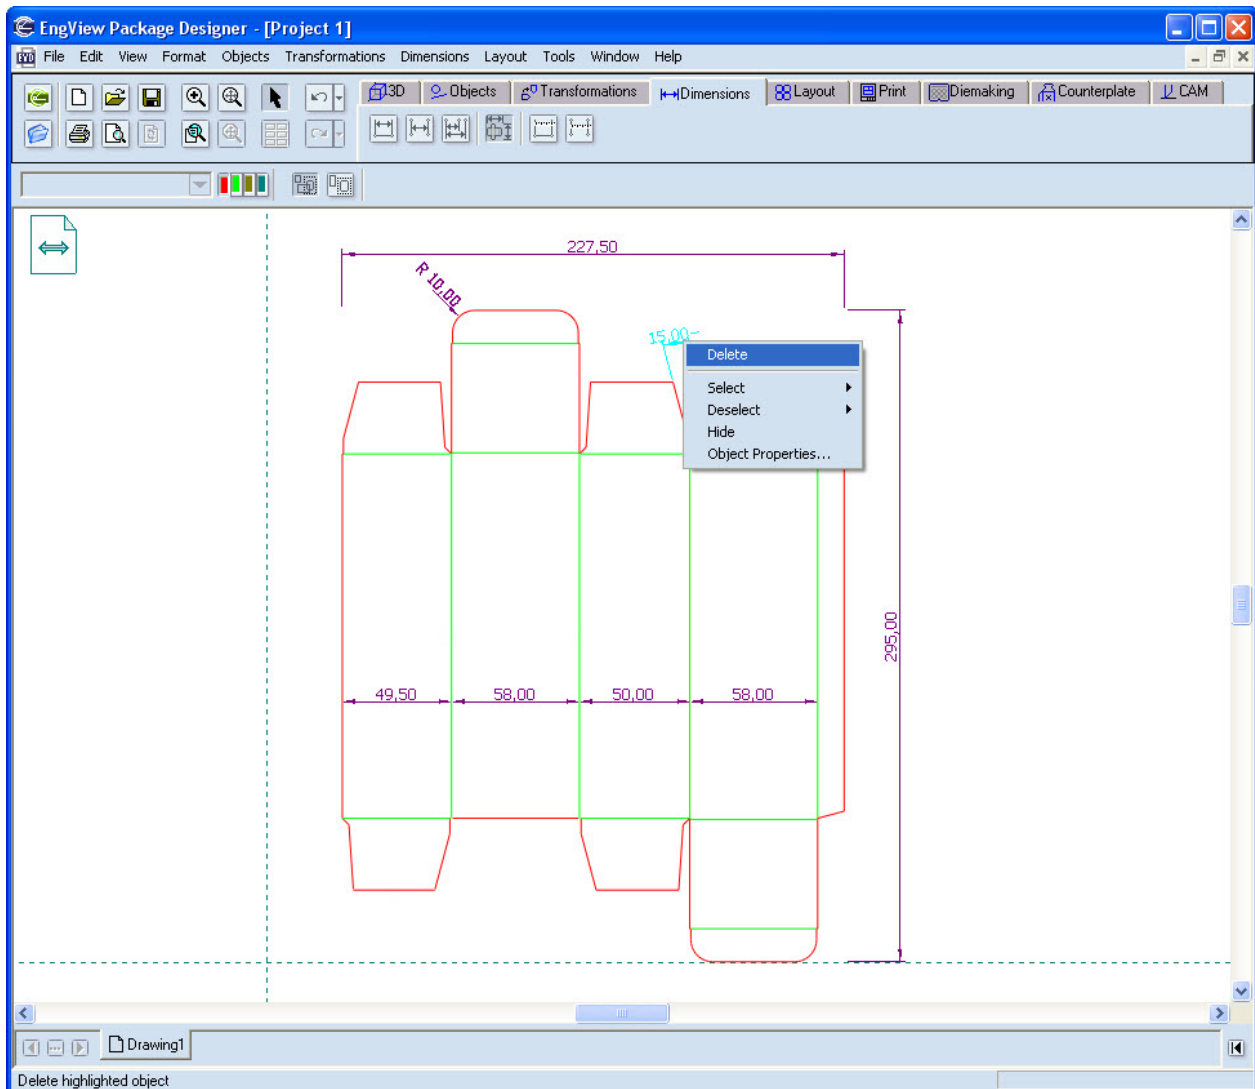 EngView Package Designer - [Project 1]
File Edit View Format Objects Transformations Dimensions Layout Tools Window Help
3D Objects Transformations Dimensions Layout Print Diemaking Counterplate CAM
227,50
R 10,00
15,00
Delete
Select
Deselect
Hide
Object Properties...
295,00
49,50 58,00 50,00 58,00
Drawing1
Delete highlighted object